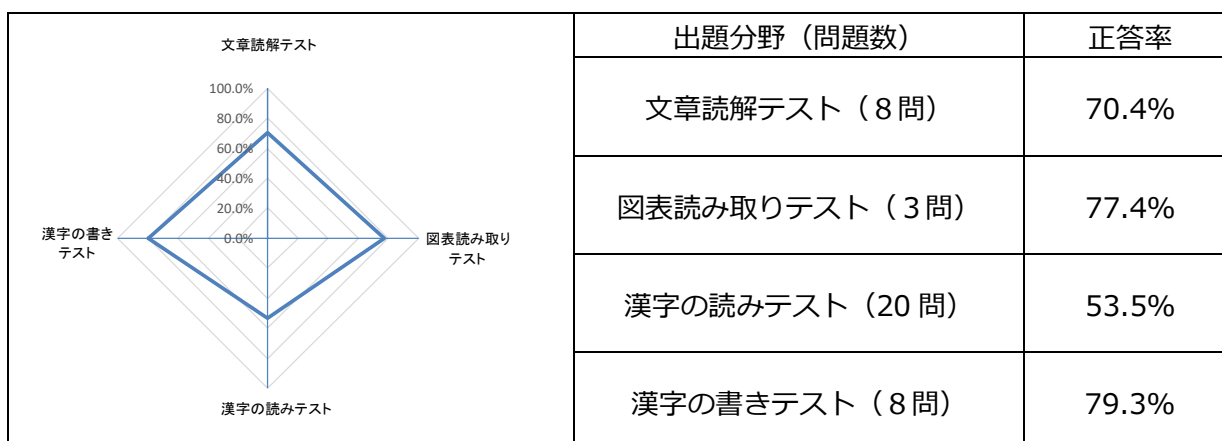 文章読解テスト
100.0%
80.0%
60.0%
40.0%
20.0%
0.0%
漢字の書き
テスト
図表読み取り
テスト
漢字の読みテスト
出題分野（問題数） 正答率
文章読解テスト（８問） 70.4%
図表読み取りテスト（３問） 77.4%
漢字の読みテスト（20 問） 53.5%
漢字の書きテスト（８問） 79.3%